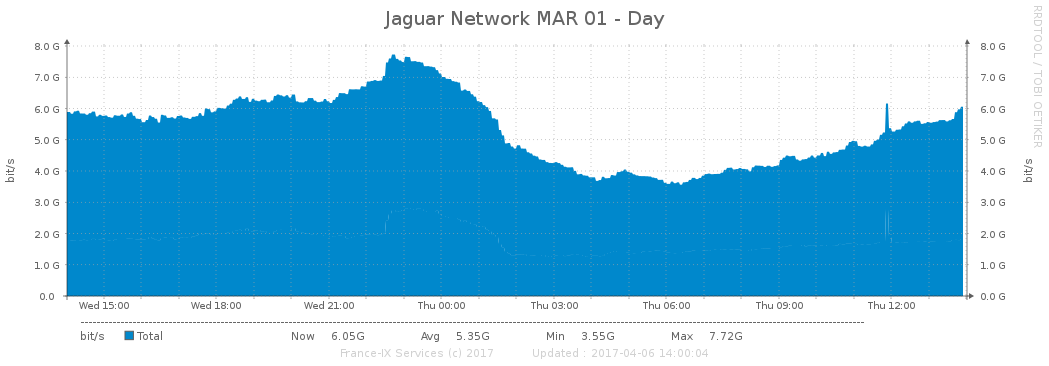 Jaguar Network MAR 01 - Day
RRDTOOL / TOBI OETIKER
8.0 G 8.0 G
7.0 G 7.0 G
6.0 G 6.0 G
5.0 G 5.0 G
4.0 G 4.0 G
3.0 G 3.0 G
2.0 G 2.0 G
1.0 G 1.0 G
0.0 0.0 G
bit/s
bit/s
Wed 15:00 Wed 18:00 Wed 21:00 Thu 00:00 Thu 03:00 Thu 06:00 Thu 09:00 Thu 12:00
bit/s Total Now 6.05G Avg 5.35G Min 3.55G Max 7.72G
France-IX Services (c) 2017 Updated : 2017-04-06 14:00:04